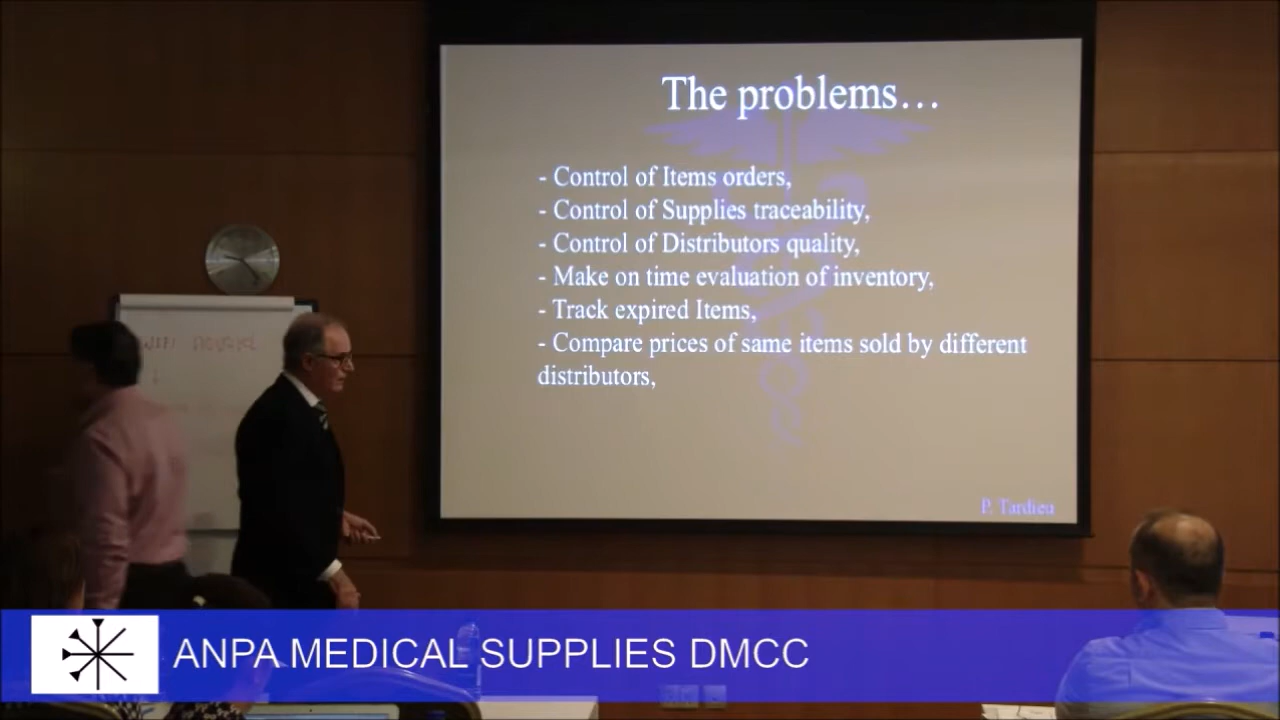 The problems…
- Control of Items orders,
- Control of Supplies traceability,
- Control of Distributors quality,
- Make on time evaluation of inventory,
- Track expired Items,
- Compare prices of same items sold by different
distributors,
P. Tardieu
ANPA MEDICAL SUPPLIES DMCC